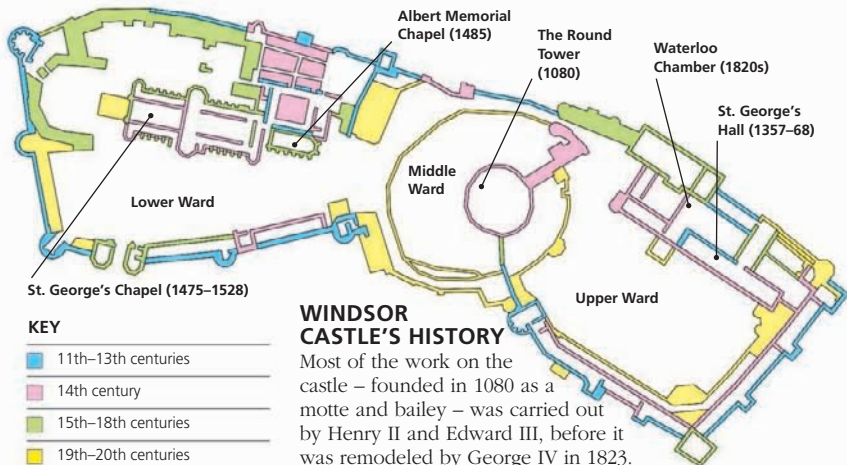 Albert Memorial
Chapel (1485)
The Round
Tower
(1080)
Waterloo
Chamber (1820s)
St. George's
Hall (1357–68)
Middle
Ward
Lower Ward
Upper Ward
St. George's Chapel (1475–1528)
KEY
11th–13th centuries
14th century
15th–18th centuries
19th–20th centuries
WINDSOR
CASTLE'S HISTORY
Most of the work on the
castle – founded in 1080 as a
motte and bailey – was carried out
by Henry II and Edward III, before it
was remodeled by George IV in 1823.